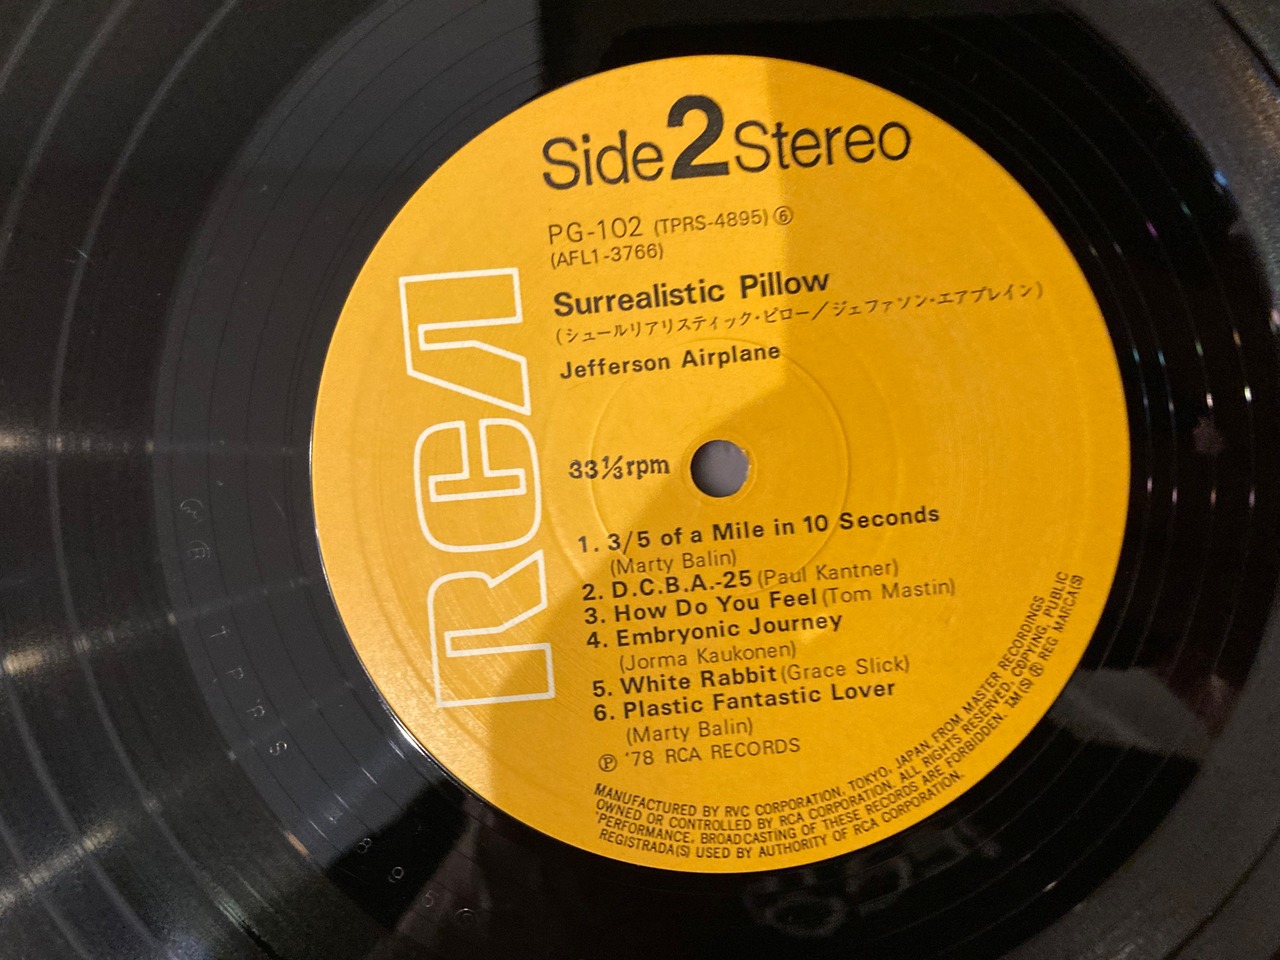 Side 2 Stereo
PG-102 (TPRS-4895) ⑥
(AFL1-3766)
Surrealistic Pillow
(シュールリアリスティック・ピロー/ジェファソン・エアプレイン)
Jefferson Airplane
RCA
33⅓rpm
1. 3/5 of a Mile in 10 Seconds
(Marty Balin)
2. D.C.B.A.-25 (Paul Kantner)
3. How Do You Feel (Tom Mastin)
4. Embryonic Journey
(Jorma Kaukonen)
5. White Rabbit (Grace Slick)
6. Plastic Fantastic Lover
(Marty Balin)
℗ '78 RCA RECORDS
MANUFACTURED BY RVC CORPORATION, TOKYO, JAPAN. FROM MASTER RECORDINGS
OWNED OR CONTROLLED BY RCA CORPORATION. ALL RIGHTS RESERVED, COPYING, PUBLIC
PERFORMANCE, BROADCASTING OF THESE RECORDS ARE FORBIDDEN. TM(S) ® REG MARCA(S)
REGISTRADA(S) USED BY AUTHORITY OF RCA CORPORATION.
TPRS 4895